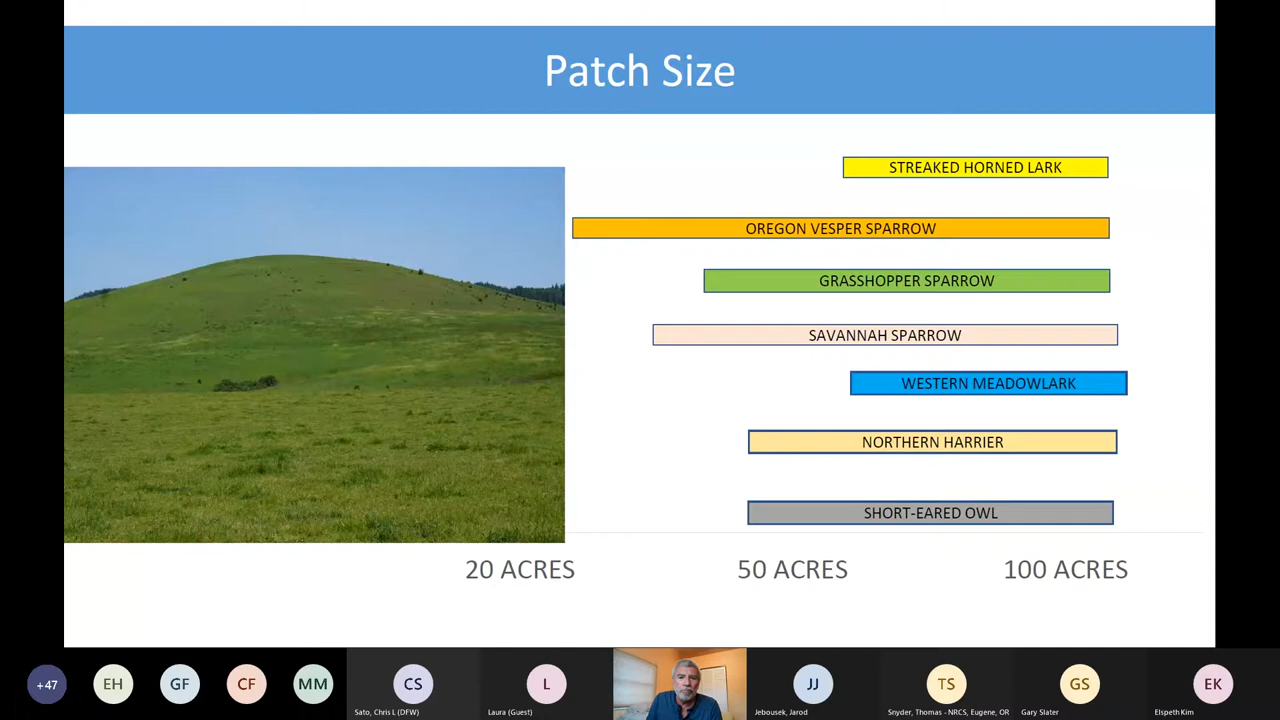 Patch Size
STREAKED HORNED LARK
OREGON VESPER SPARROW
GRASSHOPPER SPARROW
SAVANNAH SPARROW
WESTERN MEADOWLARK
NORTHERN HARRIER
SHORT-EARED OWL
20 ACRES 50 ACRES 100 ACRES
+47 EH GF CF MM CS L JJ TS GS EK
Sato, Chris L (DFW) Laura (Guest) Jebousek, Jarod Snyder, Thomas - NRCS, Eugene, OR Gary Slater Elspeth Kim